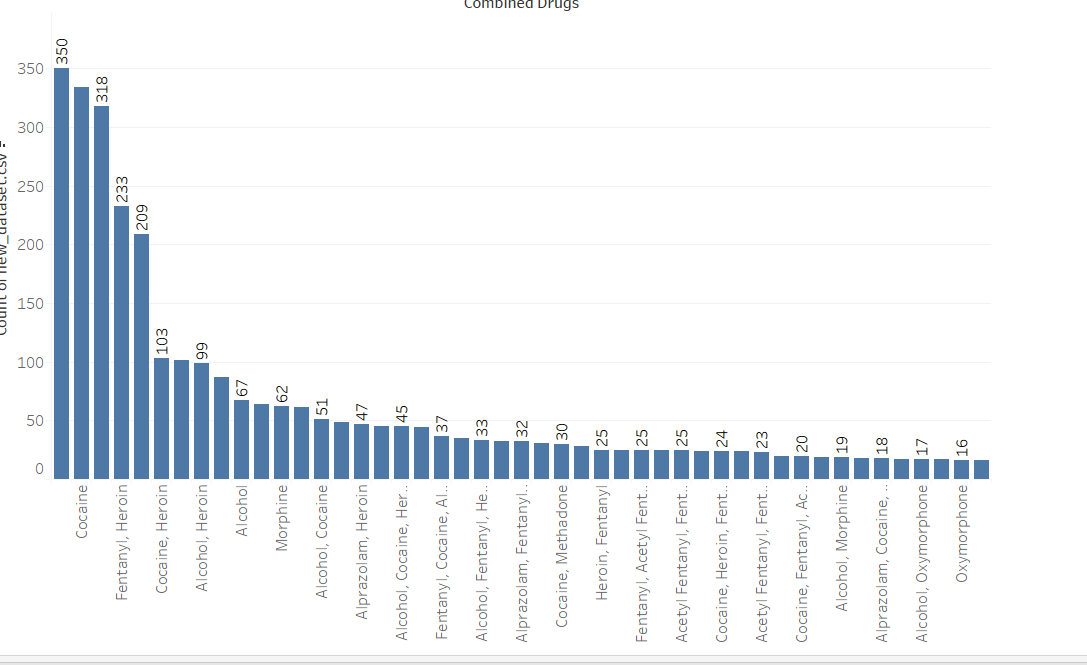 Combined Drugs
Count of new_dataset.csv
350
300
250
200
150
100
50
0
350
318
233
209
103
99
67
62
51
47
45
37
33
32
30
25
25
25
24
23
20
19
18
17
16
Cocaine
Fentanyl, Heroin
Cocaine, Heroin
Alcohol, Heroin
Alcohol
Morphine
Alcohol, Cocaine
Alprazolam, Heroin
Alcohol, Cocaine, Her..
Fentanyl, Cocaine, Al..
Alcohol, Fentanyl, He..
Alprazolam, Fentanyl..
Cocaine, Methadone
Heroin, Fentanyl
Fentanyl, Acetyl Fent..
Acetyl Fentanyl, Fent..
Cocaine, Heroin, Fent..
Acetyl Fentanyl, Fent..
Cocaine, Fentanyl, Ac..
Alcohol, Morphine
Alprazolam, Cocaine, ..
Alcohol, Oxymorphone
Oxymorphone